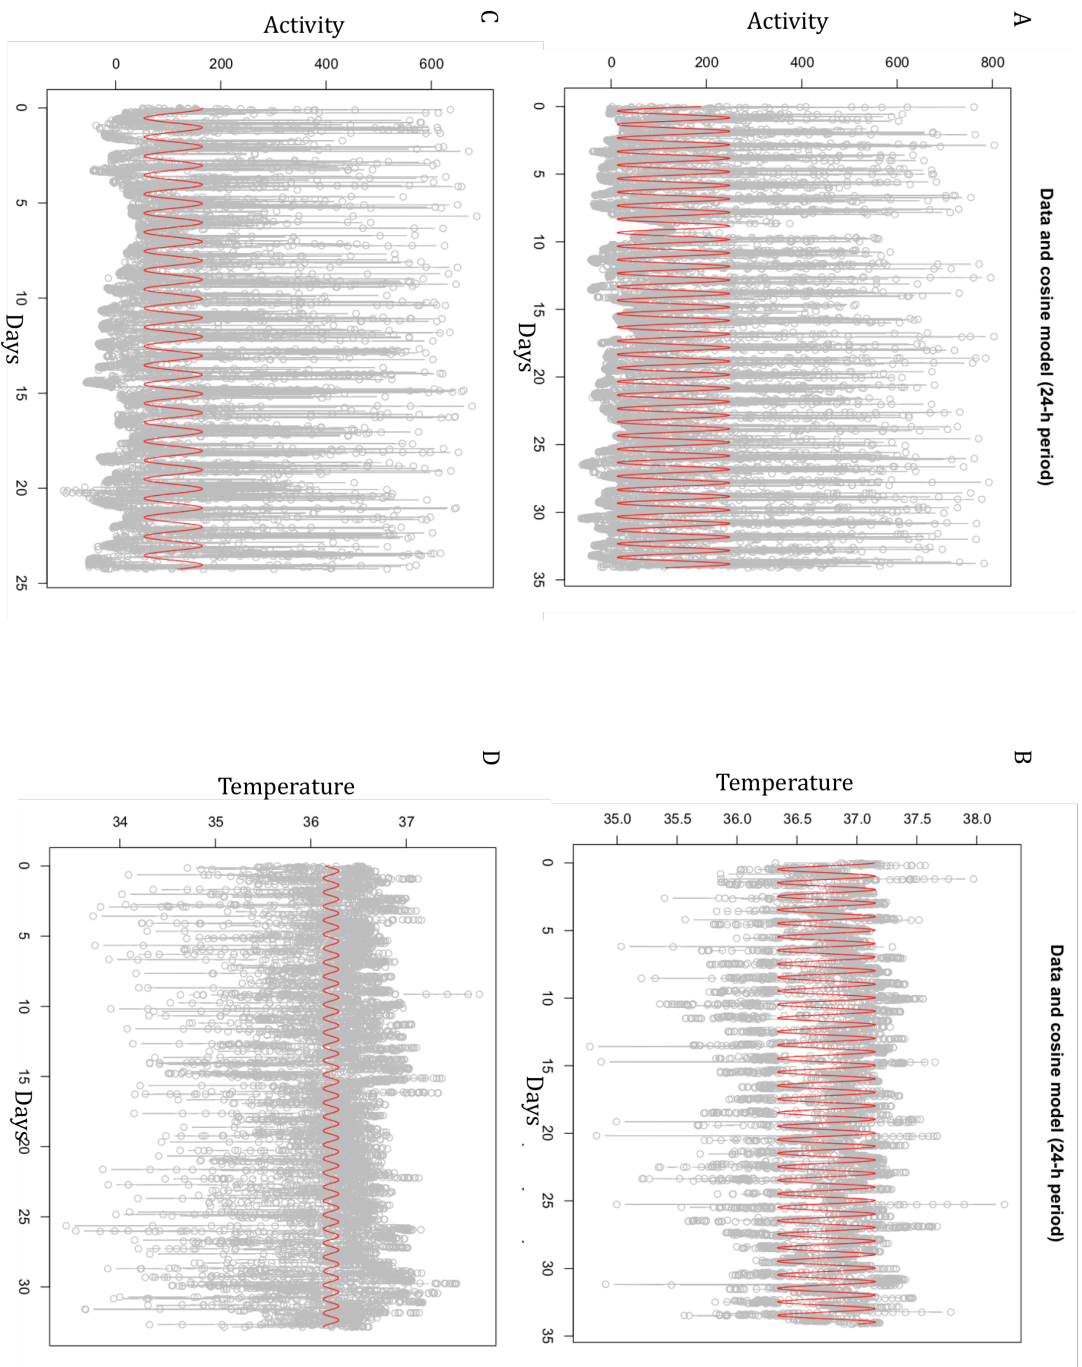 Data and cosine model (24-h period)
A
Activity
0 200 400 600 800
0 5 10 15 20 25 30 35
Days
Data and cosine model (24-h period)
B
Temperature
35.0 35.5 36.0 36.5 37.0 37.5 38.0
0 5 10 15 20 25 30 35
Days
C
Activity
0 200 400 600
0 5 10 15 20 25
Days
D
Temperature
34 35 36 37
0 5 10 15 20 25 30
Days